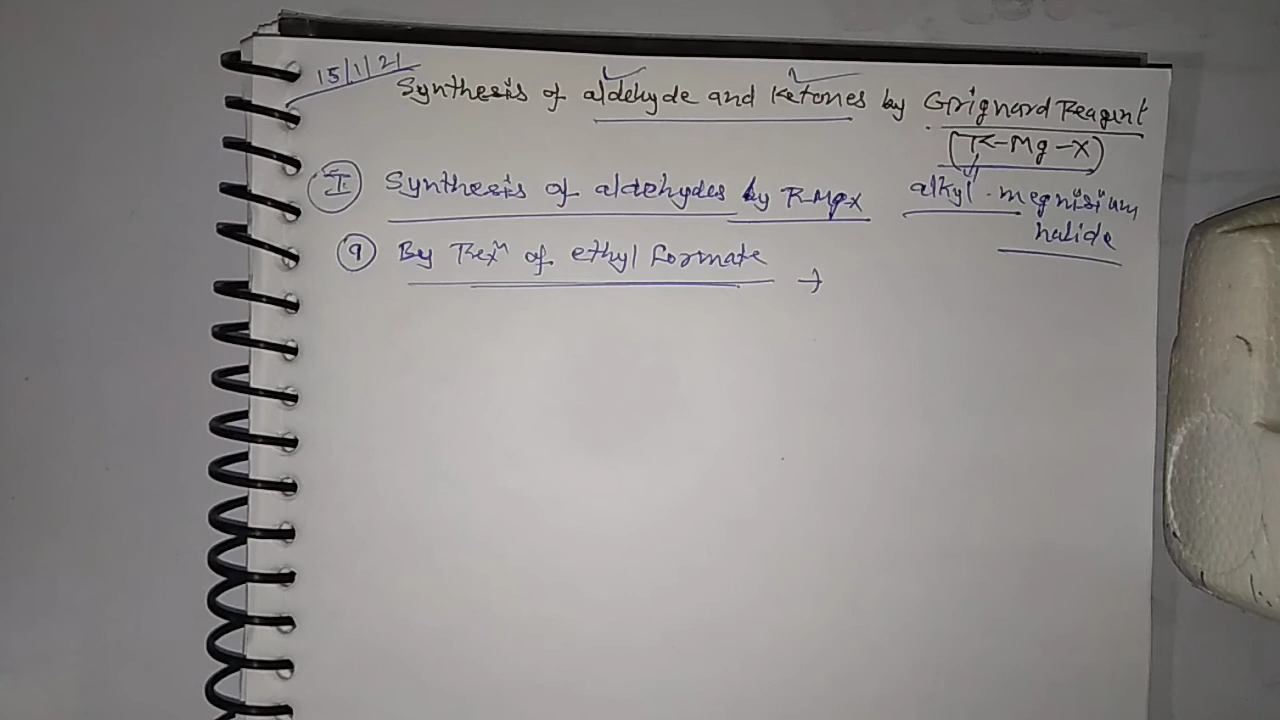 15/1/21
Synthesis of aldehyde and Ketones by Grignard Reagent
(R-Mg-X)
I Synthesis of aldehydes by R-Mgx
alkyl-megnisium
halide
a By Rexn of ethyl formate →